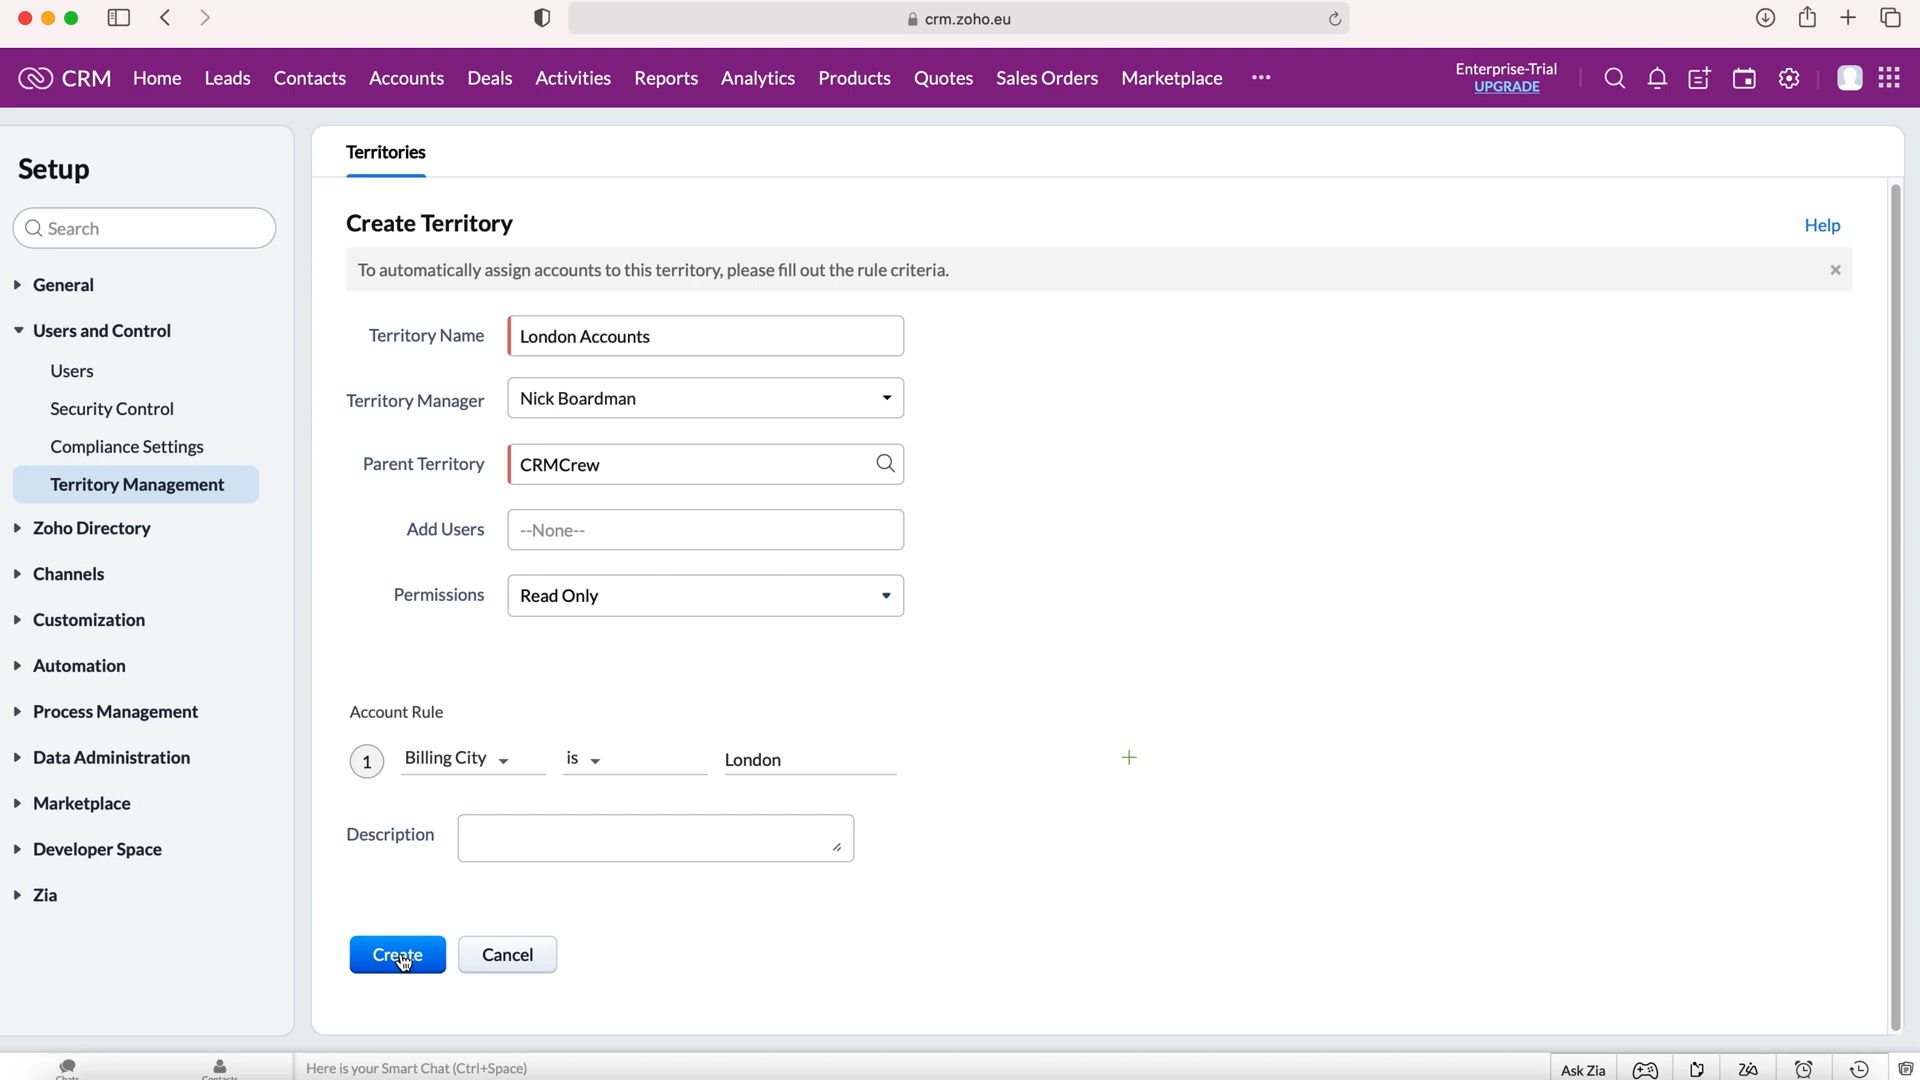 crm.zoho.eu
CRM Home Leads Contacts Accounts Deals Activities Reports Analytics Products Quotes Sales Orders Marketplace
Enterprise-Trial
UPGRADE
Setup
Search
General
Users and Control
Users
Security Control
Compliance Settings
Territory Management
Zoho Directory
Channels
Customization
Automation
Process Management
Data Administration
Marketplace
Developer Space
Zia
Territories
Create Territory
Help
To automatically assign accounts to this territory, please fill out the rule criteria.
Territory Name London Accounts
Territory Manager Nick Boardman
Parent Territory CRMCrew
Add Users --None--
Permissions Read Only
Account Rule
1 Billing City is London
Description
Create Cancel
Chats Contacts
Here is your Smart Chat (Ctrl+Space)
Ask Zia